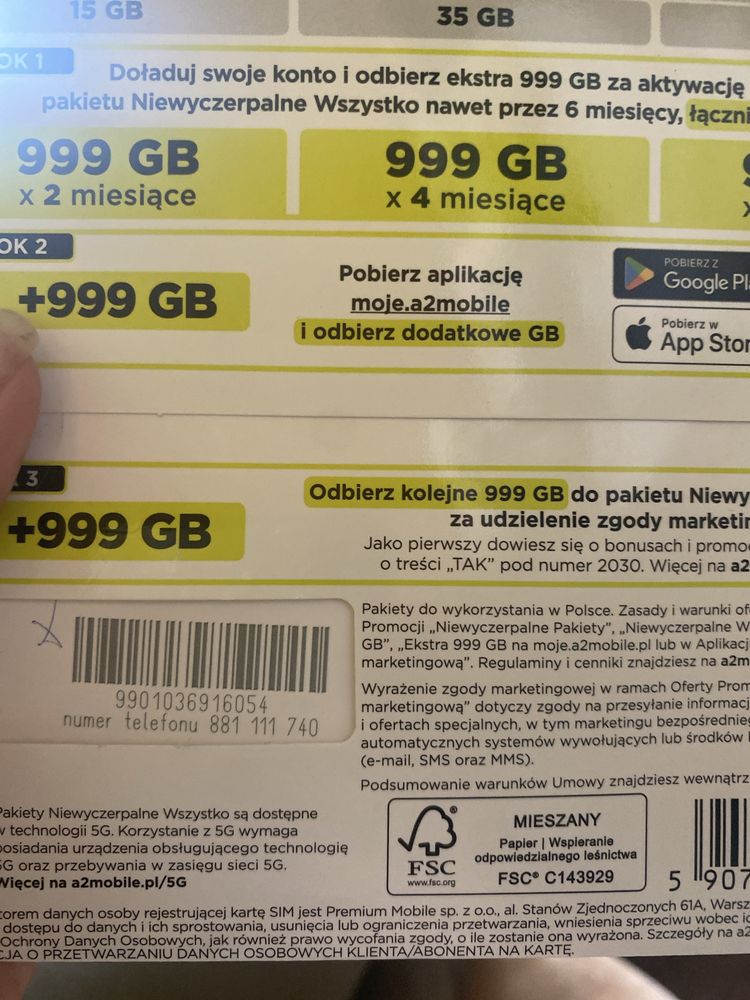 15 GB
35 GB
OK 1
Doładuj swoje konto i odbierz ekstra 999 GB za aktywację
pakietu Niewyczerpalne Wszystko nawet przez 6 miesięcy, łączni
999 GB
x 2 miesiące
999 GB
x 4 miesiące
OK 2
+999 GB
Pobierz aplikację
moje.a2mobile
i odbierz dodatkowe GB
POBIERZ Z
Google Pl
Pobierz w
App Stor
3
+999 GB
Odbierz kolejne 999 GB do pakietu Niewy
za udzielenie zgody marketin
Jako pierwszy dowiesz się o bonusach i promo
o treści „TAK” pod numer 2030. Więcej na a2
9901036916054
numer telefonu 881 111 740
Pakiety do wykorzystania w Polsce. Zasady i warunki of
Promocji „Niewyczerpalne Pakiety”, „Niewyczerpalne W
GB”, „Ekstra 999 GB na moje.a2mobile.pl lub w Aplikacj
marketingową”. Regulaminy i cenniki znajdziesz na a2m
Wyrażenie zgody marketingowej w ramach Oferty Prom
marketingową” dotyczy zgody na przesyłanie informacj
i ofertach specjalnych, w tym marketingu bezpośrednieg
automatycznych systemów wywołujących lub środków
(e-mail, SMS oraz MMS).
Podsumowanie warunków Umowy znajdziesz wewnątrz
Pakiety Niewyczerpalne Wszystko są dostępne
w technologii 5G. Korzystanie z 5G wymaga
posiadania urządzenia obsługującego technologię
5G oraz przebywania w zasięgu sieci 5G.
Więcej na a2mobile.pl/5G
FSC
www.fsc.org
MIESZANY
Papier | Wspieranie
odpowiedzialnego leśnictwa
FSC® C143929
5 907
torem danych osoby rejestrującej kartę SIM jest Premium Mobile sp. z o.o., al. Stanów Zjednoczonych 61A, Warsz
dostępu do danych i ich sprostowania, usunięcia lub ograniczenia przetwarzania, wniesienia sprzeciwu wobec ic
Ochrony Danych Osobowych, jak również prawo wycofania zgody, o ile zostanie ona wyrażona. Szczegóły na a2
CJA O PRZETWARZANIU DANYCH OSOBOWYCH KLIENTA/ABONENTA NA KARTĘ.